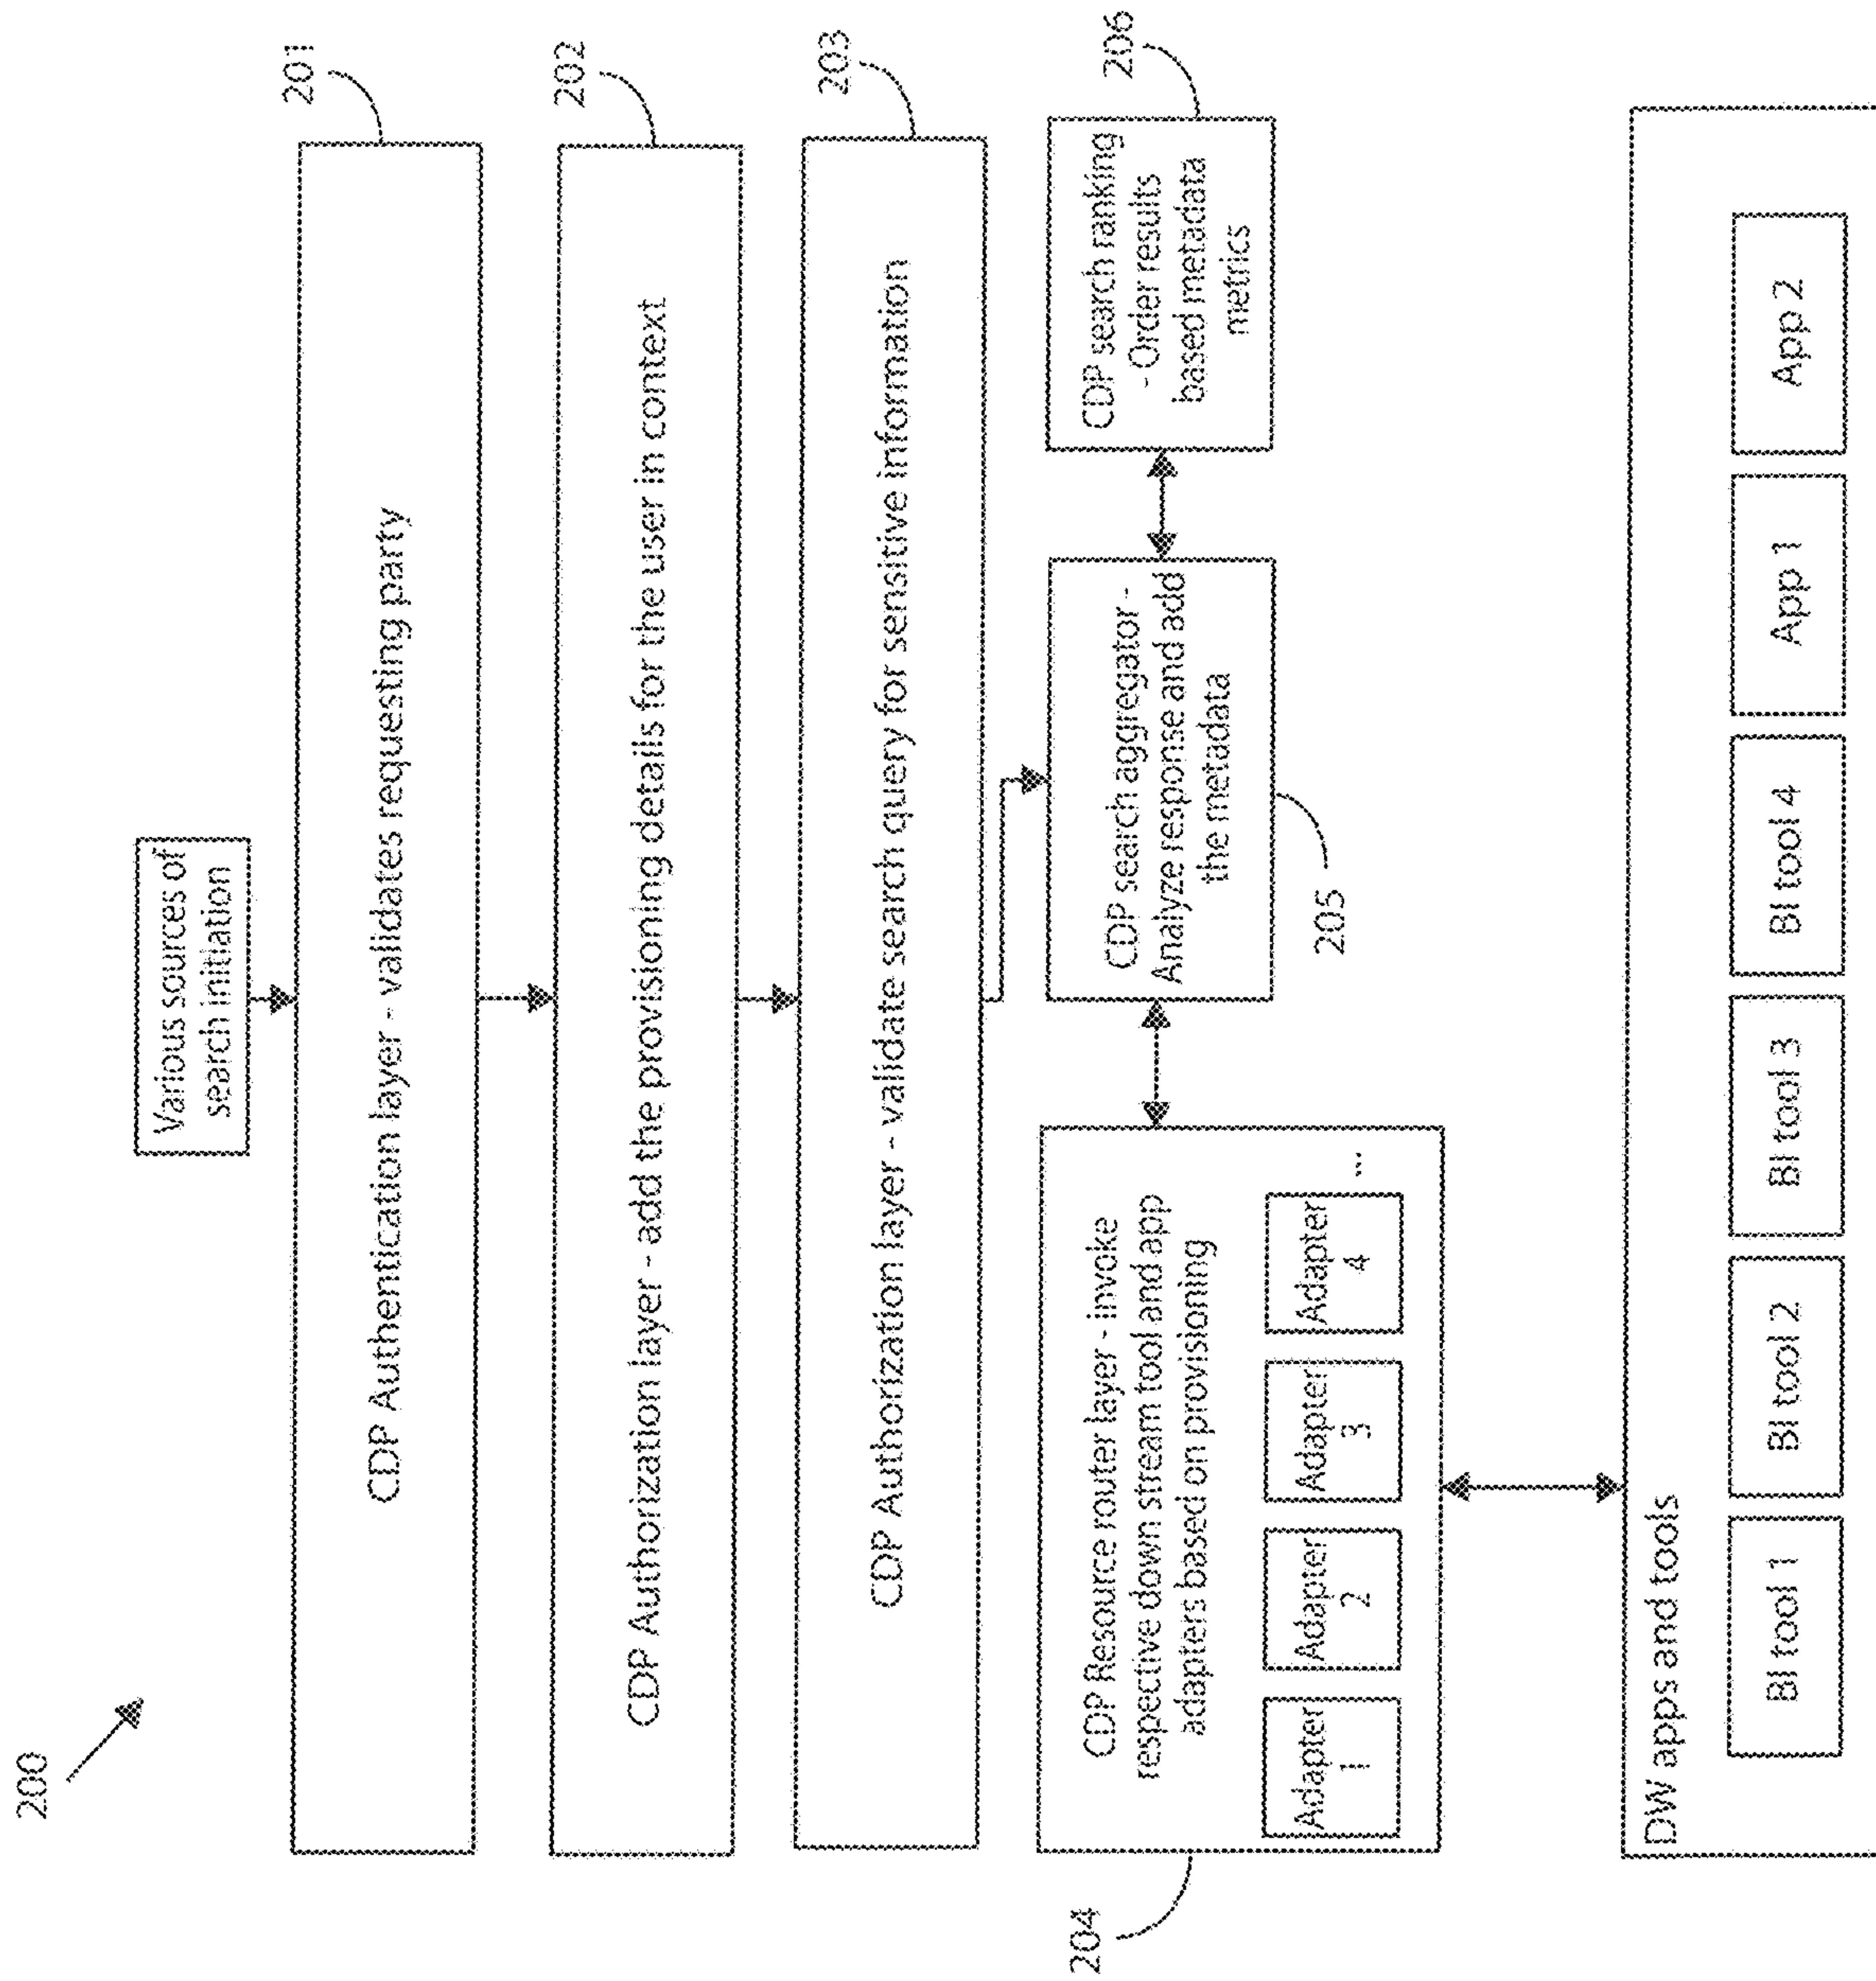 200
Various sources of
search initiation
201
CDP Authentication layer - validates requesting party
202
CDP Authorization layer - add the provisioning details for the user in context
203
CDP Authorization layer - validate search query for sensitive information
204
CDP Resource router layer - invoke
respective down stream tool and app
adapters based on provisioning
Adapter
1
Adapter
2
Adapter
3
Adapter
4
...
CDP search aggregator -
Analyze response and add
the metadata
205
CDP search ranking
- Order results
based metadata
metrics
206
DW apps and tools
BI tool 1
BI tool 2
BI tool 3
BI tool 4
App 1
App 2